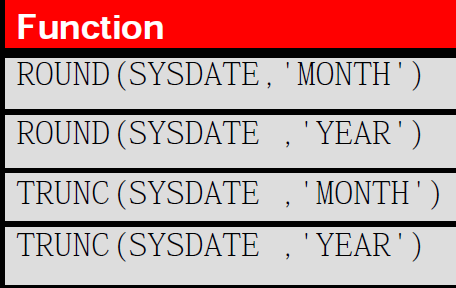 Function
ROUND(SYSDATE,'MONTH')
ROUND(SYSDATE ,'YEAR')
TRUNC(SYSDATE ,'MONTH')
TRUNC(SYSDATE ,'YEAR')